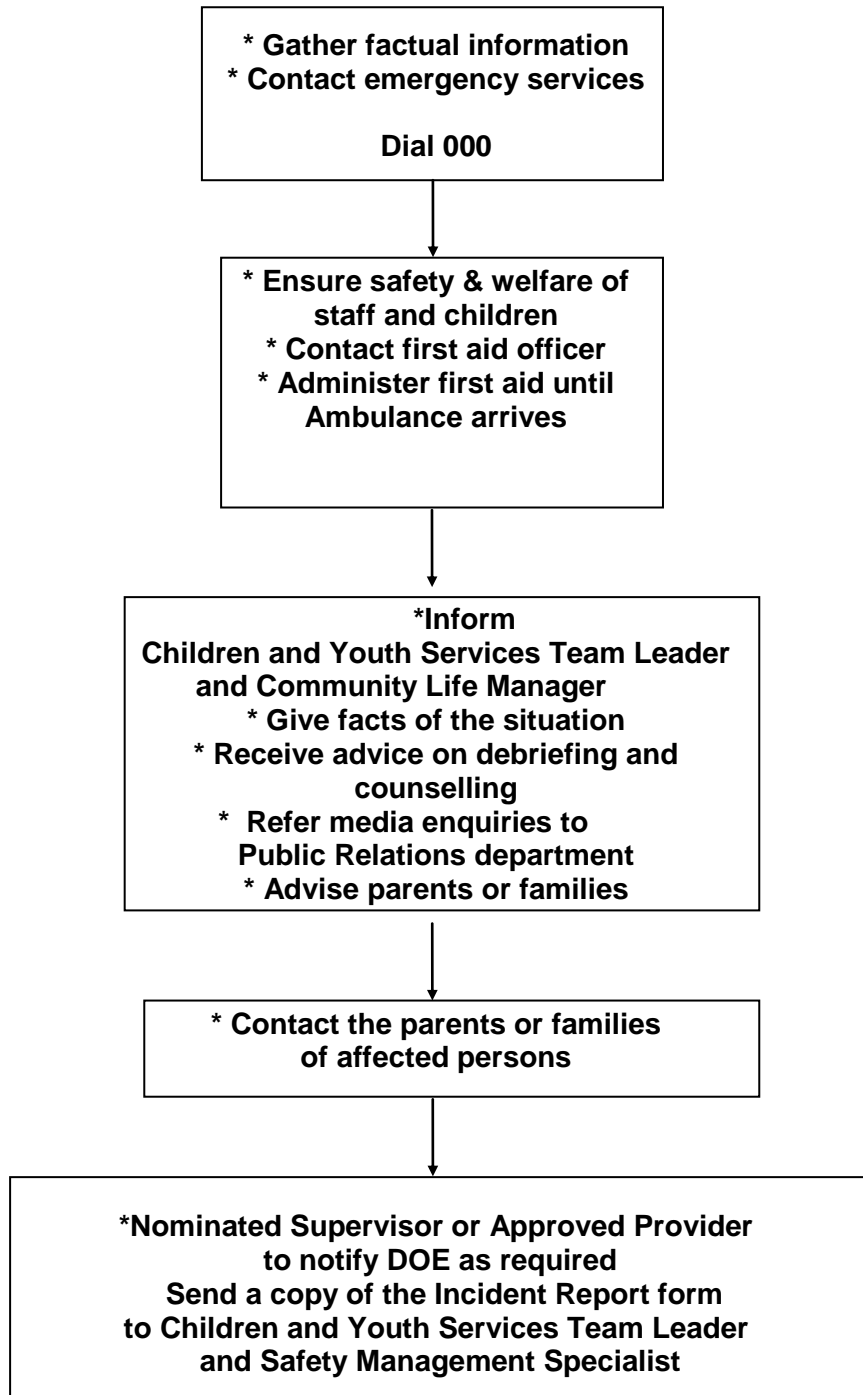 * Gather factual information
* Contact emergency services
Dial 000
* Ensure safety & welfare of
staff and children
* Contact first aid officer
* Administer first aid until
Ambulance arrives
*Inform
Children and Youth Services Team Leader
and Community Life Manager
* Give facts of the situation
* Receive advice on debriefing and
counselling
* Refer media enquiries to
Public Relations department
* Advise parents or families
* Contact the parents or families
of affected persons
*Nominated Supervisor or Approved Provider
to notify DOE as required
Send a copy of the Incident Report form
to Children and Youth Services Team Leader
and Safety Management Specialist